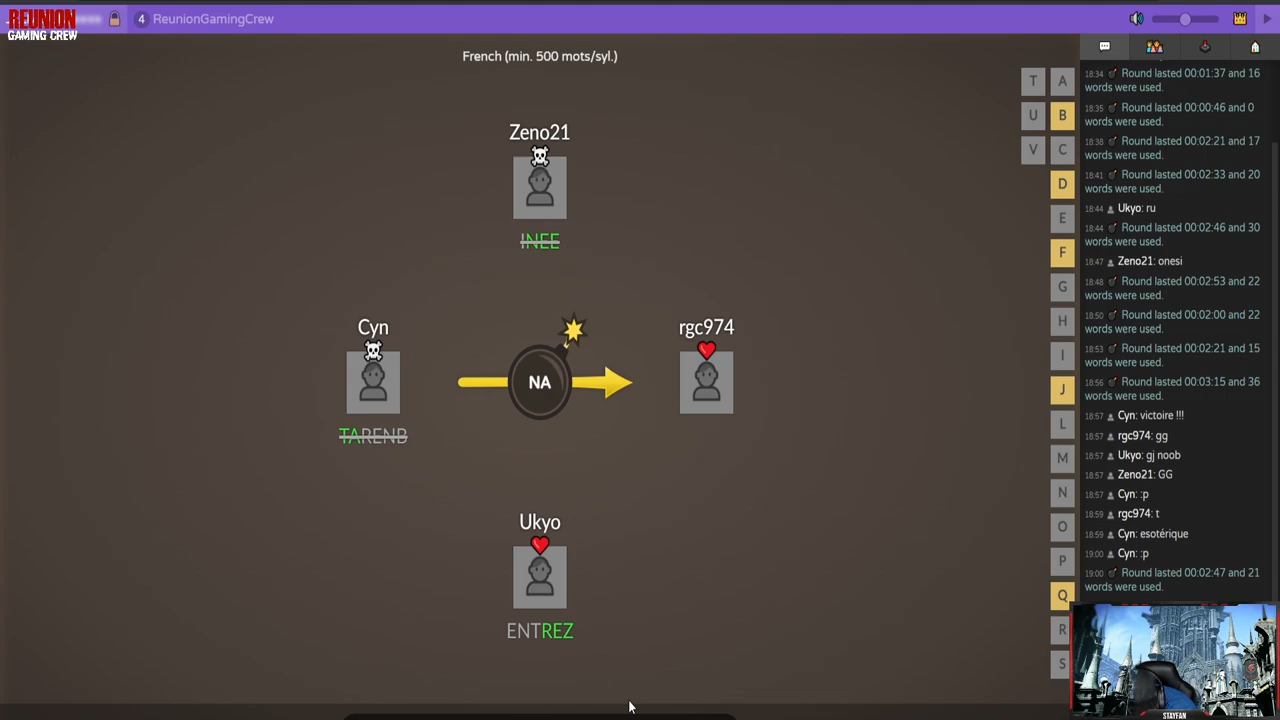 REUNION
GAMING CREW
4 ReunionGamingCrew
French (min. 500 mots/syl.)
Zeno21
INEE
Cyn
TARENB
NA
rgc974
Ukyo
ENTREZ
T A
U B
V C
D
E
F
G
H
I
J
L
M
N
O
P
Q
R
S
18:34 Round lasted 00:01:37 and 16
words were used.
18:35 Round lasted 00:00:46 and 0
words were used.
18:38 Round lasted 00:02:21 and 17
words were used.
18:41 Round lasted 00:02:33 and 20
words were used.
18:44 Ukyo: ru
18:44 Round lasted 00:02:46 and 30
words were used.
18:47 Zeno21: onesi
18:48 Round lasted 00:02:53 and 22
words were used.
18:50 Round lasted 00:02:00 and 22
words were used.
18:53 Round lasted 00:02:21 and 15
words were used.
18:56 Round lasted 00:03:15 and 36
words were used.
18:57 Cyn: victoire !!!
18:57 rgc974: gg
18:57 Ukyo: gj noob
18:57 Zeno21: GG
18:57 Cyn: :p
18:59 rgc974: t
18:59 Cyn: esotérique
19:00 Cyn: :p
19:00 Round lasted 00:02:47 and 21
words were used.
STAYFAN